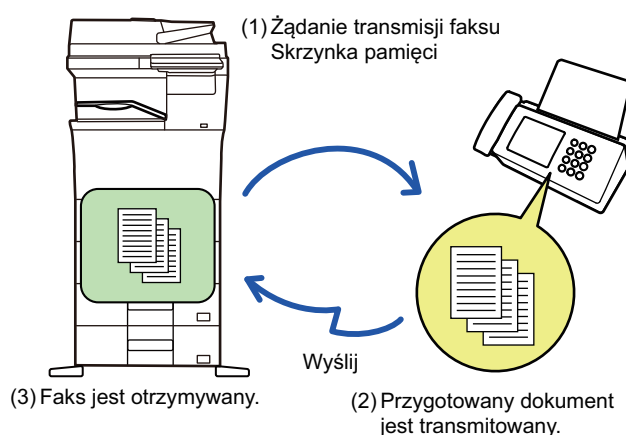 (1) Żądanie transmisji faksu
Skrzynka pamięci
Wyślij
(3) Faks jest otrzymywany.
(2) Przygotowany dokument
jest transmitowany.